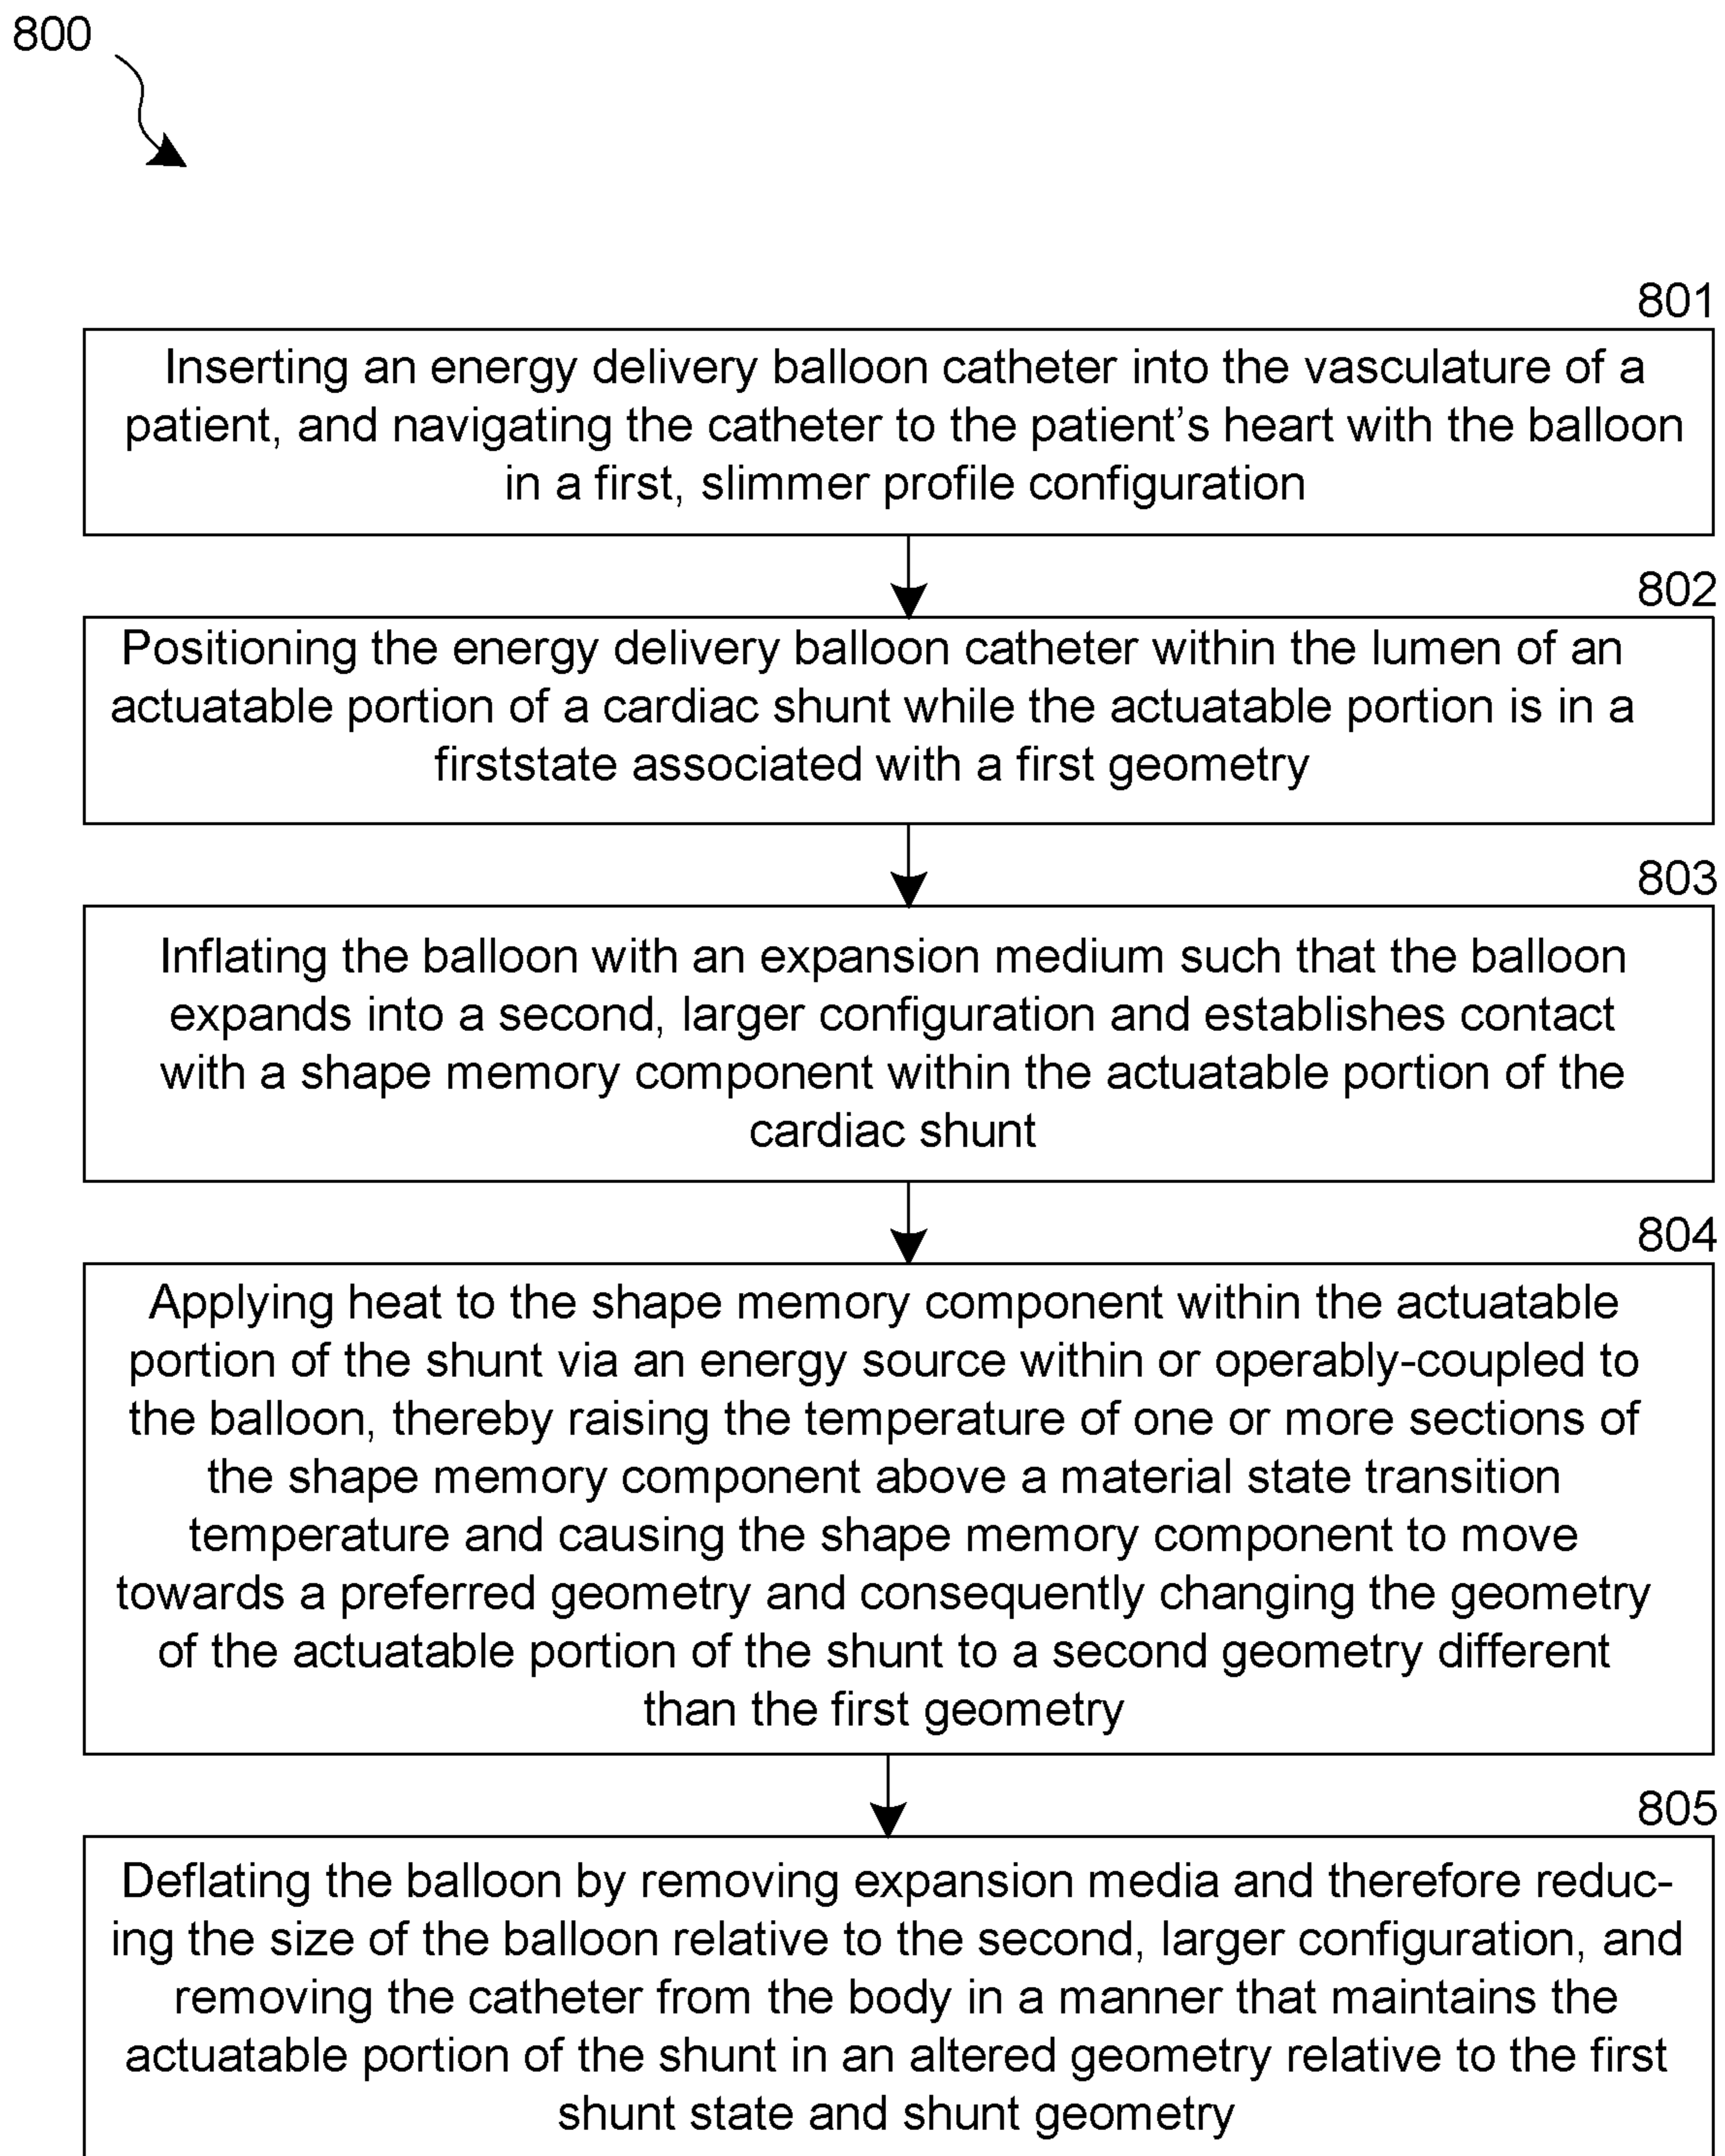 800
801
Inserting an energy delivery balloon catheter into the vasculature of a
patient, and navigating the catheter to the patient’s heart with the balloon
in a first, slimmer profile configuration
802
Positioning the energy delivery balloon catheter within the lumen of an
actuatable portion of a cardiac shunt while the actuatable portion is in a
firststate associated with a first geometry
803
Inflating the balloon with an expansion medium such that the balloon
expands into a second, larger configuration and establishes contact
with a shape memory component within the actuatable portion of the
cardiac shunt
804
Applying heat to the shape memory component within the actuatable
portion of the shunt via an energy source within or operably-coupled to
the balloon, thereby raising the temperature of one or more sections of
the shape memory component above a material state transition
temperature and causing the shape memory component to move
towards a preferred geometry and consequently changing the geometry
of the actuatable portion of the shunt to a second geometry different
than the first geometry
805
Deflating the balloon by removing expansion media and therefore reduc-
ing the size of the balloon relative to the second, larger configuration, and
removing the catheter from the body in a manner that maintains the
actuatable portion of the shunt in an altered geometry relative to the first
shunt state and shunt geometry